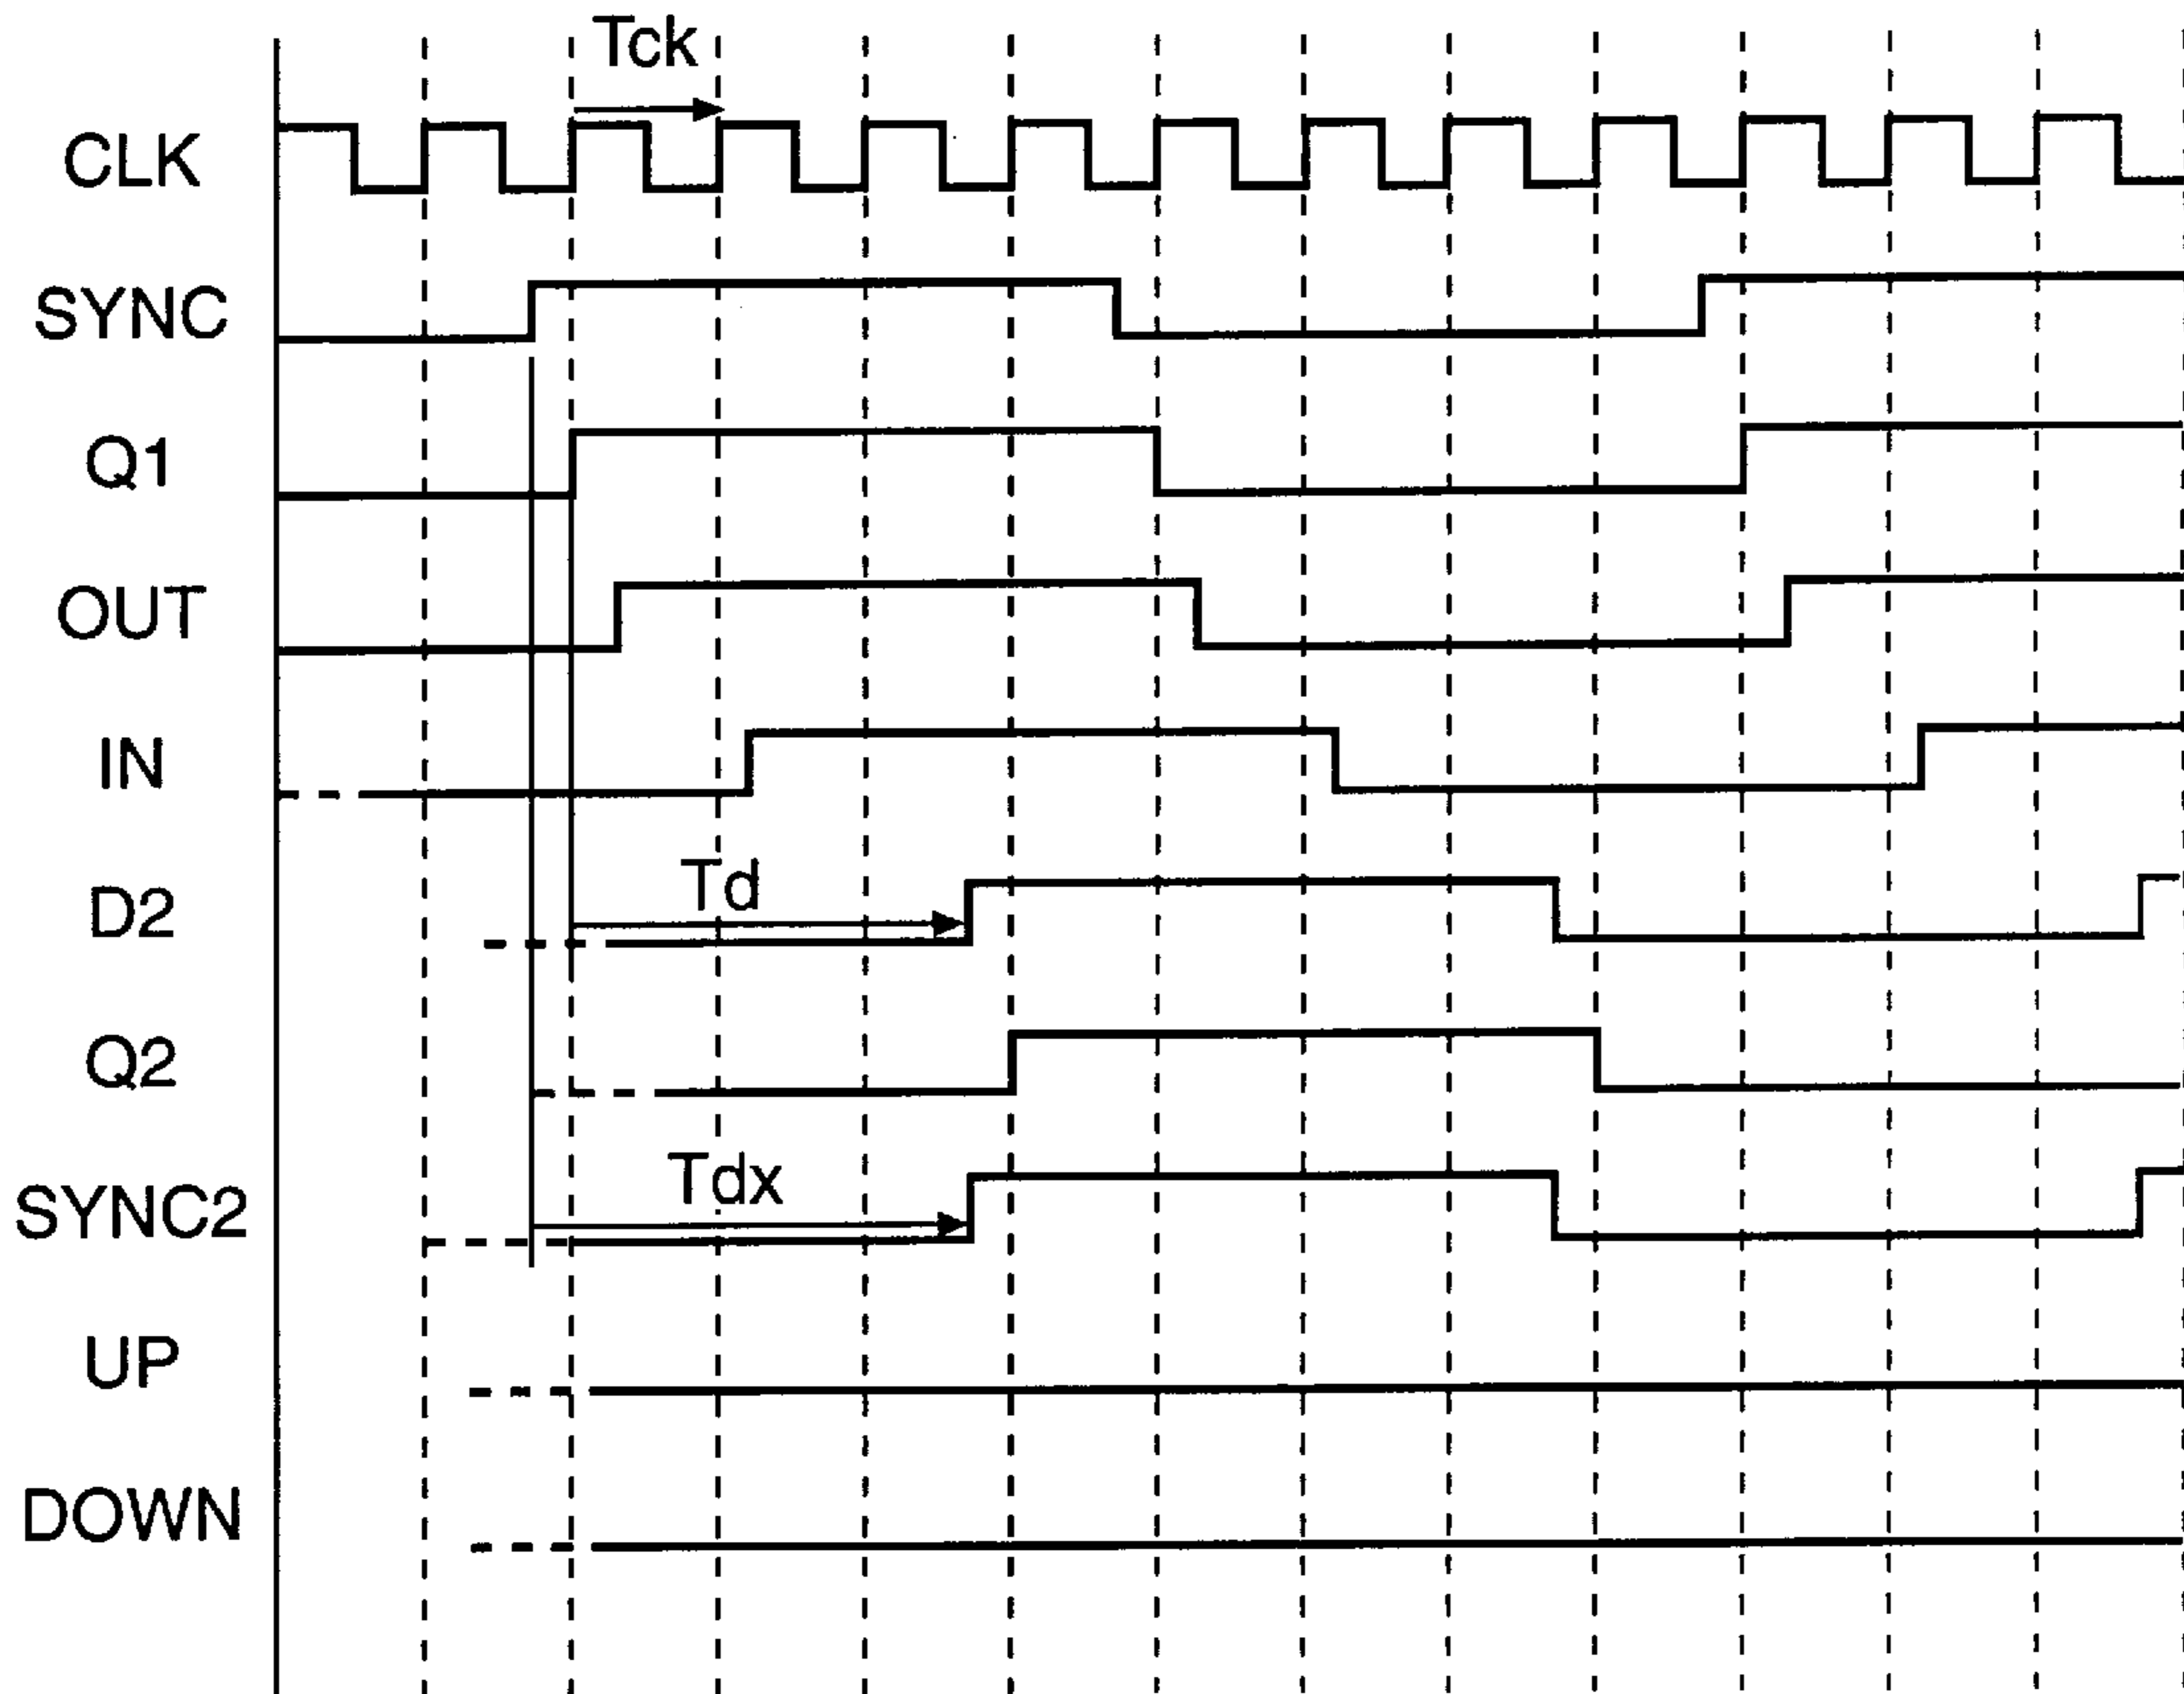 Tck
CLK
SYNC
Q1
OUT
IN
Td
D2
Q2
Tdx
SYNC2
UP
DOWN